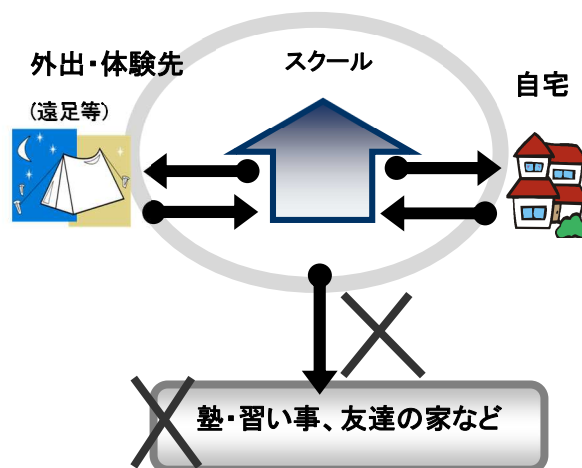 スクール
外出・体験先
(遠足等)
自宅
塾・習い事、友達の家など